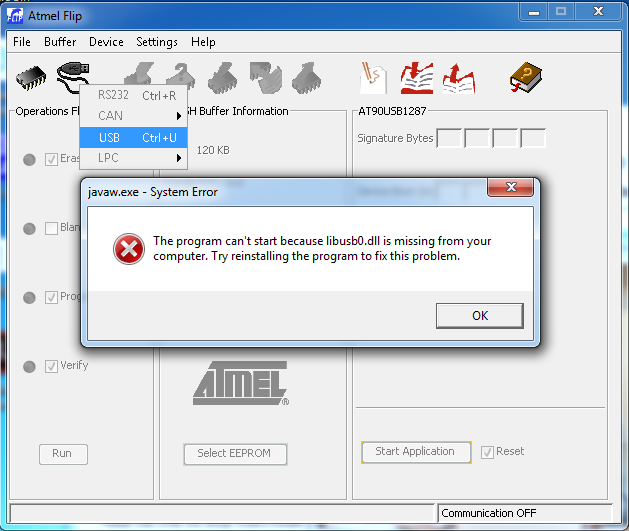 Atmel Flip
File Buffer Device Settings Help
RS232 Ctrl+R
CAN
USB Ctrl+U
LPC
Operations Fl
SH Buffer Information
AT90USB1287
Signature Bytes
120 KB
Eras
Blan
Prog
Verify
javaw.exe - System Error
The program can't start because libusb0.dll is missing from your
computer. Try reinstalling the program to fix this problem.
OK
ATMEL®
Run
Select EEPROM
Start Application
Reset
Communication OFF